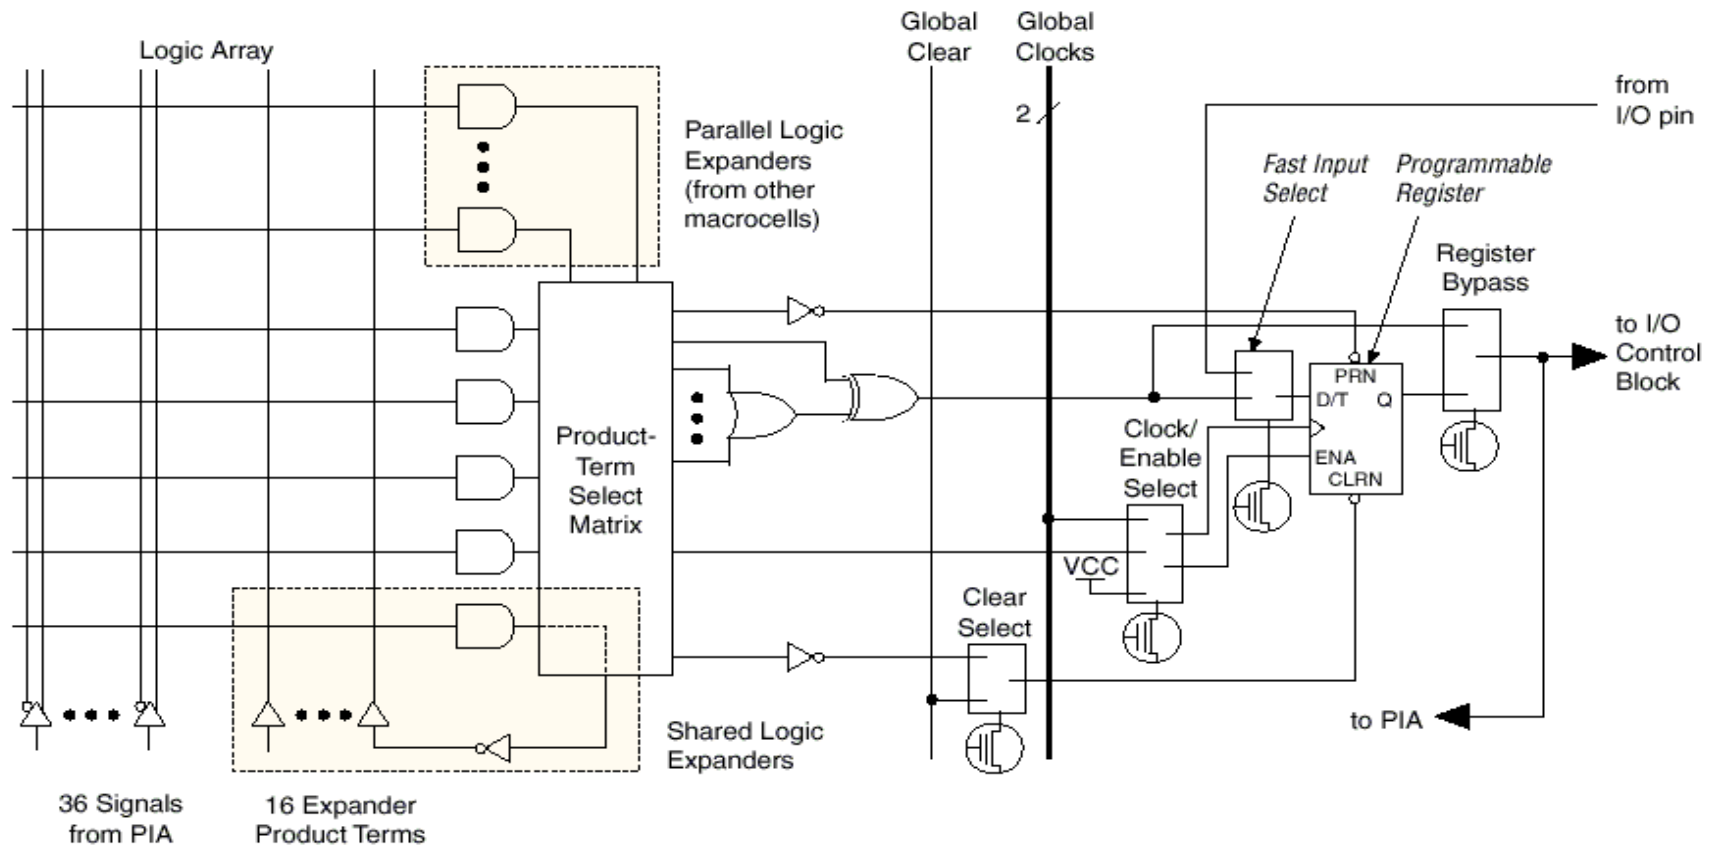 Logic Array
Global
Clear
Global
Clocks
2
from
I/O pin
Parallel Logic
Expanders
(from other
macrocells)
Fast Input
Select
Programmable
Register
Register
Bypass
to I/O
Control
Block
PRN
D/T
Q
ENA
CLRN
Clock/
Enable
Select
Product-
Term
Select
Matrix
VCC
Clear
Select
to PIA
Shared Logic
Expanders
36 Signals
from PIA
16 Expander
Product Terms